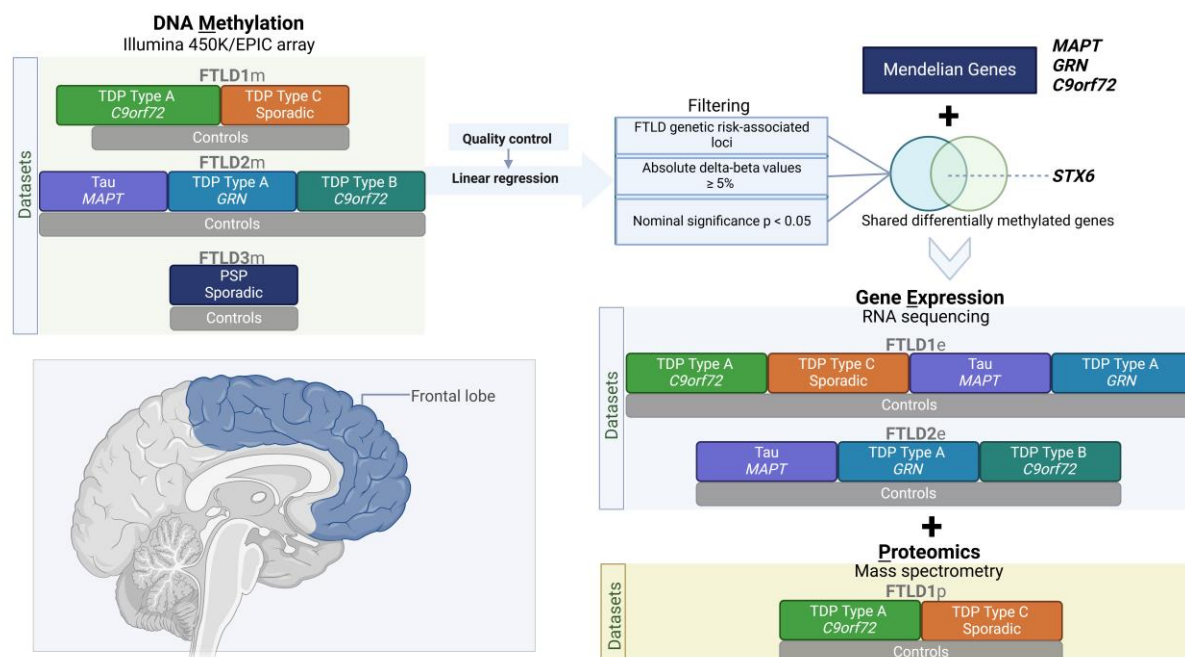 DNA Methylation
Illumina 450K/EPIC array
Datasets
FTLD1m
TDP Type A
C9orf72
TDP Type C
Sporadic
Controls
FTLD2m
Tau
MAPT
TDP Type A
GRN
TDP Type B
C9orf72
Controls
FTLD3m
PSP
Sporadic
Controls
Quality control
Linear regression
Filtering
FTLD genetic risk-associated
loci
Absolute delta-beta values
≥ 5%
Nominal significance p < 0.05
Mendelian Genes
MAPT
GRN
C9orf72
+
STX6
Shared differentially methylated genes
Frontal lobe
Gene Expression
RNA sequencing
Datasets
FTLD1e
TDP Type A
C9orf72
TDP Type C
Sporadic
Tau
MAPT
TDP Type A
GRN
Controls
FTLD2e
Tau
MAPT
TDP Type A
GRN
TDP Type B
C9orf72
Controls
+
Proteomics
Mass spectrometry
Datasets
FTLD1p
TDP Type A
C9orf72
TDP Type C
Sporadic
Controls